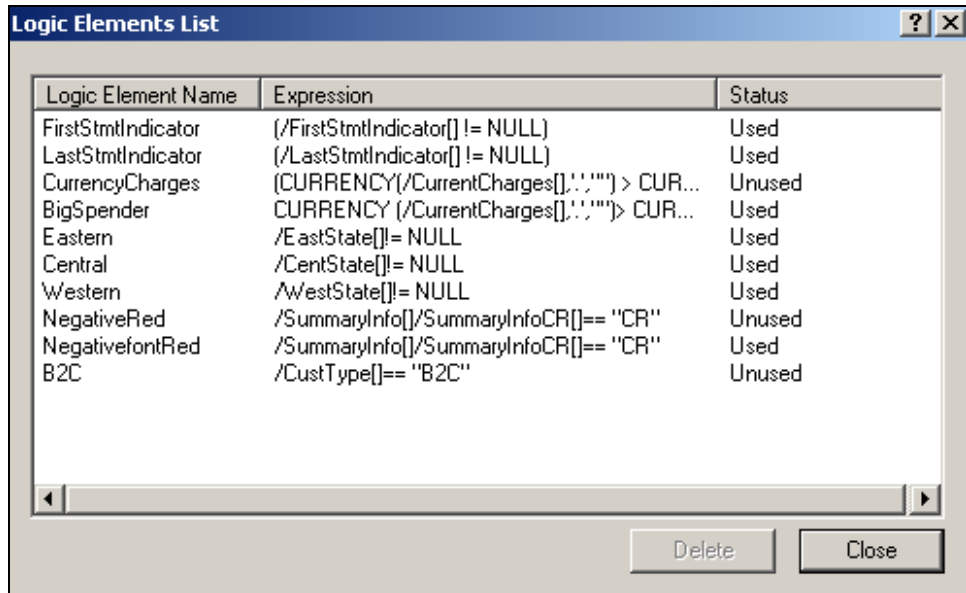 Logic Elements List
Logic Element Name Expression Status
FirstStmtIndicator (/FirstStmtIndicator[] != NULL) Used
LastStmtIndicator (/LastStmtIndicator[] != NULL) Used
CurrencyCharges (CURRENCY(/CurrentCharges[],'.','"') > CUR... Unused
BigSpender CURRENCY (/CurrentCharges[],'.','"')> CUR... Used
Eastern /EastState[]!= NULL Used
Central /CentState[]!= NULL Used
Western /WestState[]!= NULL Used
NegativeRed /SummaryInfo[]/SummaryInfoCR[]== "CR" Unused
NegativefontRed /SummaryInfo[]/SummaryInfoCR[]== "CR" Used
B2C /CustType[]== "B2C" Unused
Delete Close